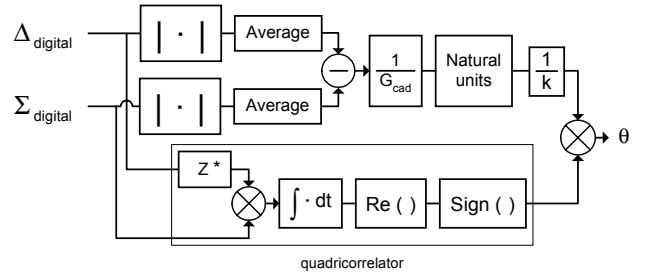 Δ digital
| · |
Average
Σ digital
| · |
Average
−
1
G cad
Natural
units
1
k
θ
Z *
∫ · dt
Re ( )
Sign ( )
quadricorrelator